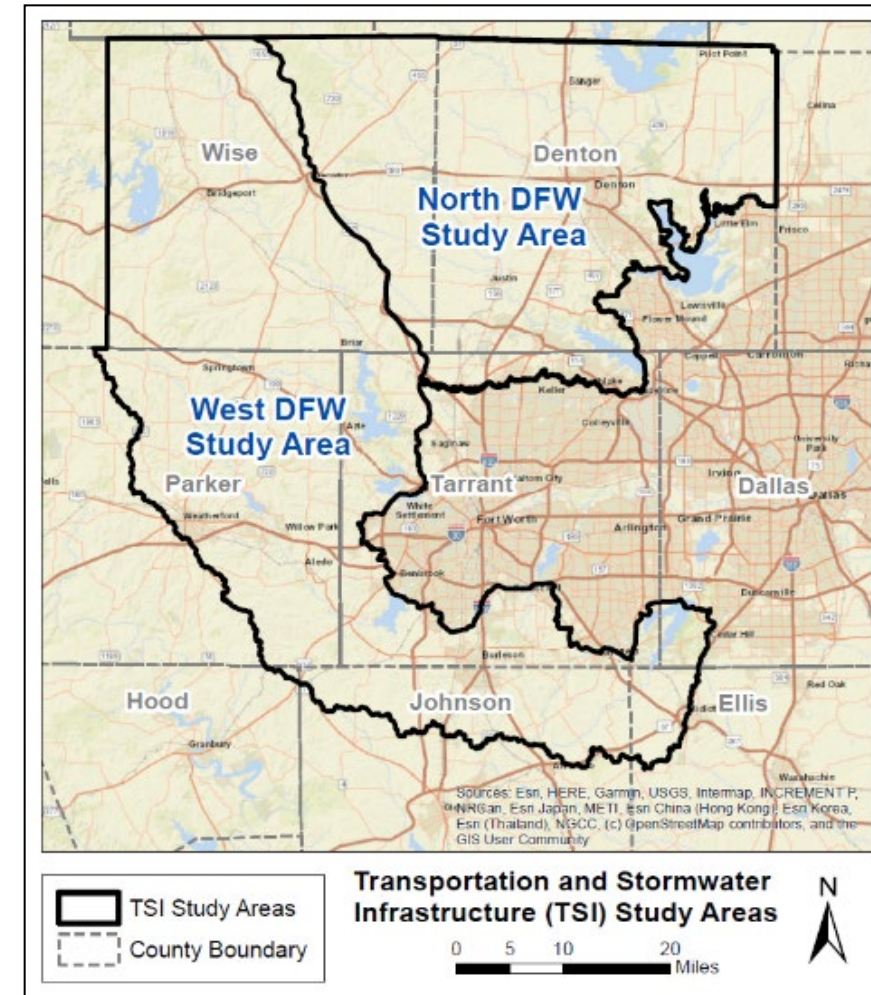 Pilot Point
Sanger
Celina
Wise
Denton
Bridgeport
Denton
North DFW
Study Area
Little Elm
Frisco
Justin
Lewisville
Flower Mound
Briar
Coppell
Carrollton
Springtown
Keller
West DFW
Study Area
Colleyville
Azle
Saginaw
University
Park
Parker
Tarrant
Haltom City
Irving
Dallas
White
Settlement
Dallas
Weatherford
Willow Park
Fort Worth
Arlington
Grand Prairie
Aledo
Benbrook
Duncanville
Cedar Hill
Burleson
Red Oak
Hood
Johnson
Ellis
Granbury
Waxahachie
Sources: Esri, HERE, Garmin, USGS, Intermap, INCREMENT P,
NRCan, Esri Japan, METI, Esri China (Hong Kong), Esri Korea,
Esri (Thailand), NGCC, (c) OpenStreetMap contributors, and the
GIS User Community
TSI Study Areas
County Boundary
Transportation and Stormwater
Infrastructure (TSI) Study Areas
N
0 5 10 20
Miles